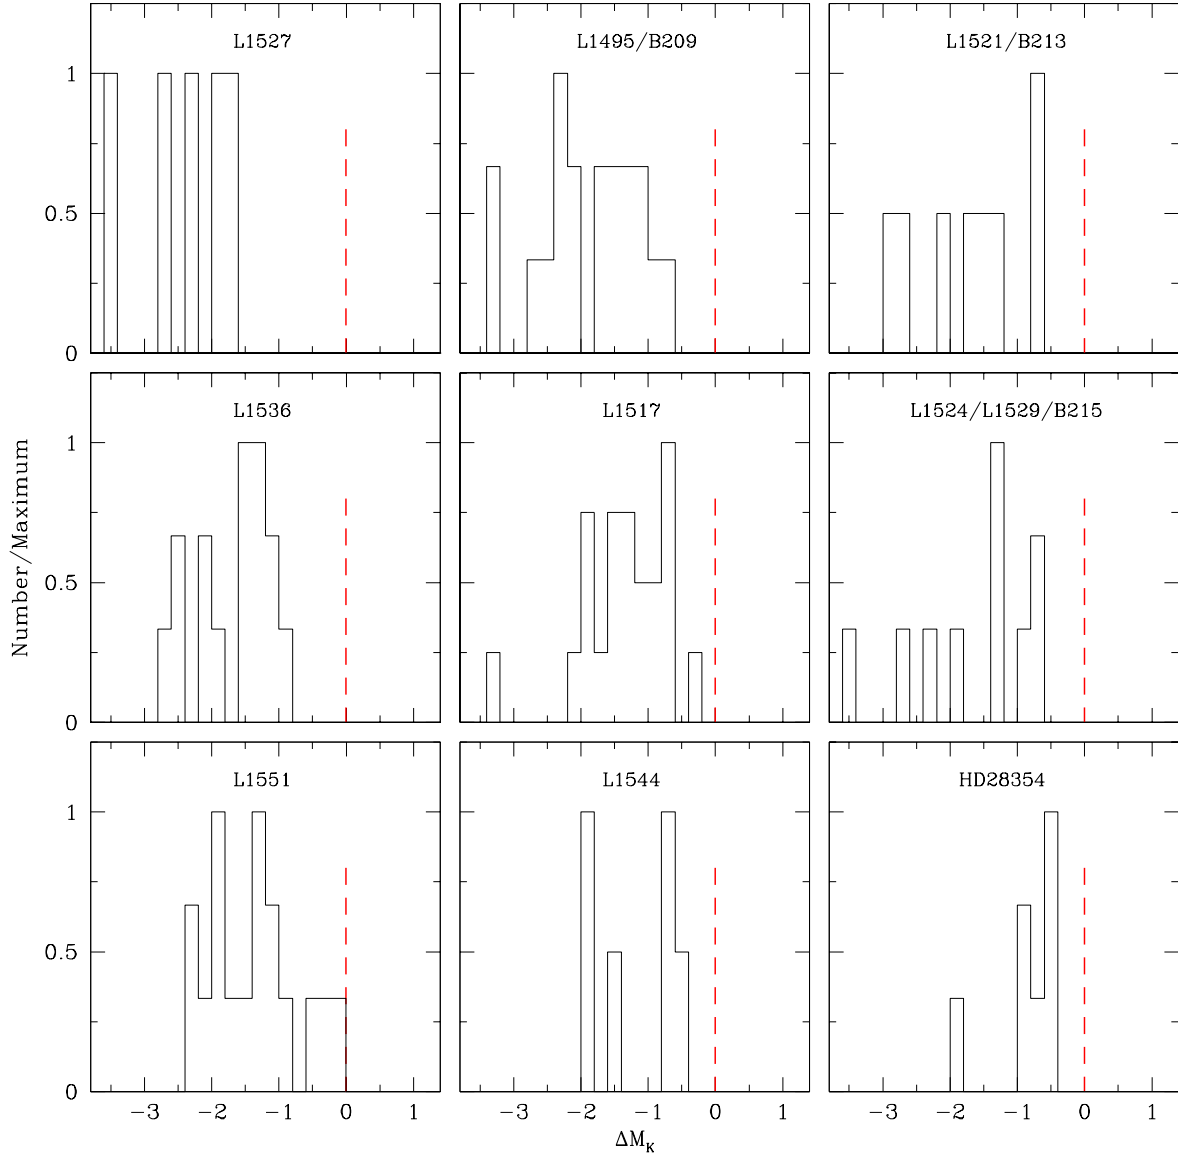 L1527 L1495/B209 L1521/B213
1
0.5
0
L1536 L1517 L1524/L1529/B215
1
0.5
0
Number/Maximum
L1551 L1544 HD28354
1
0.5
0
−3 −2 −1 0 1 −3 −2 −1 0 1 −3 −2 −1 0 1
ΔM_K